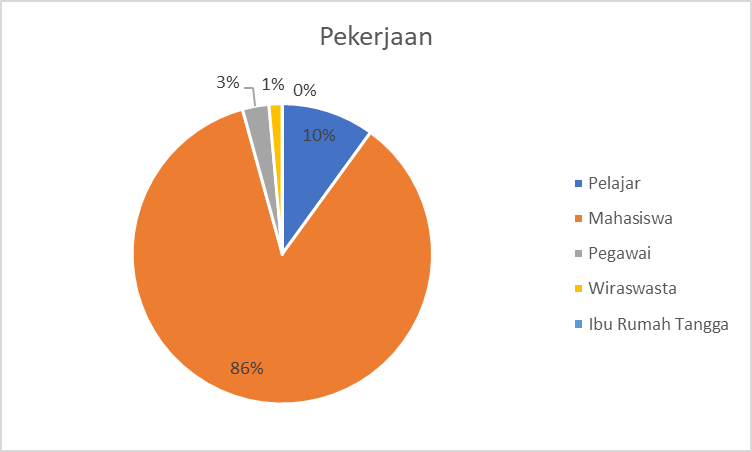 Pekerjaan
3%
1%
0%
10%
86%
Pelajar
Mahasiswa
Pegawai
Wiraswasta
Ibu Rumah Tangga